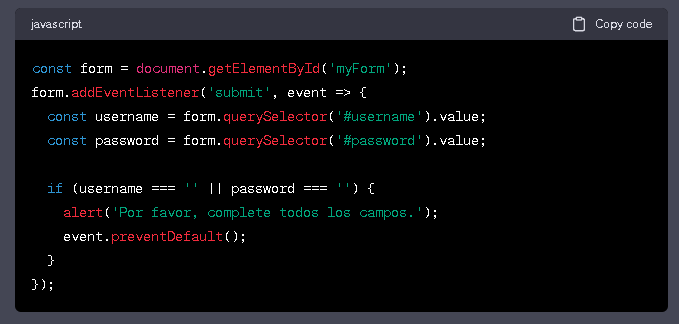 javascript
Copy code
const form = document.getElementById('myForm');
form.addEventListener('submit', event => {
  const username = form.querySelector('#username').value;
  const password = form.querySelector('#password').value;

  if (username === '' || password === '') {
    alert('Por favor, complete todos los campos.');
    event.preventDefault();
  }
});